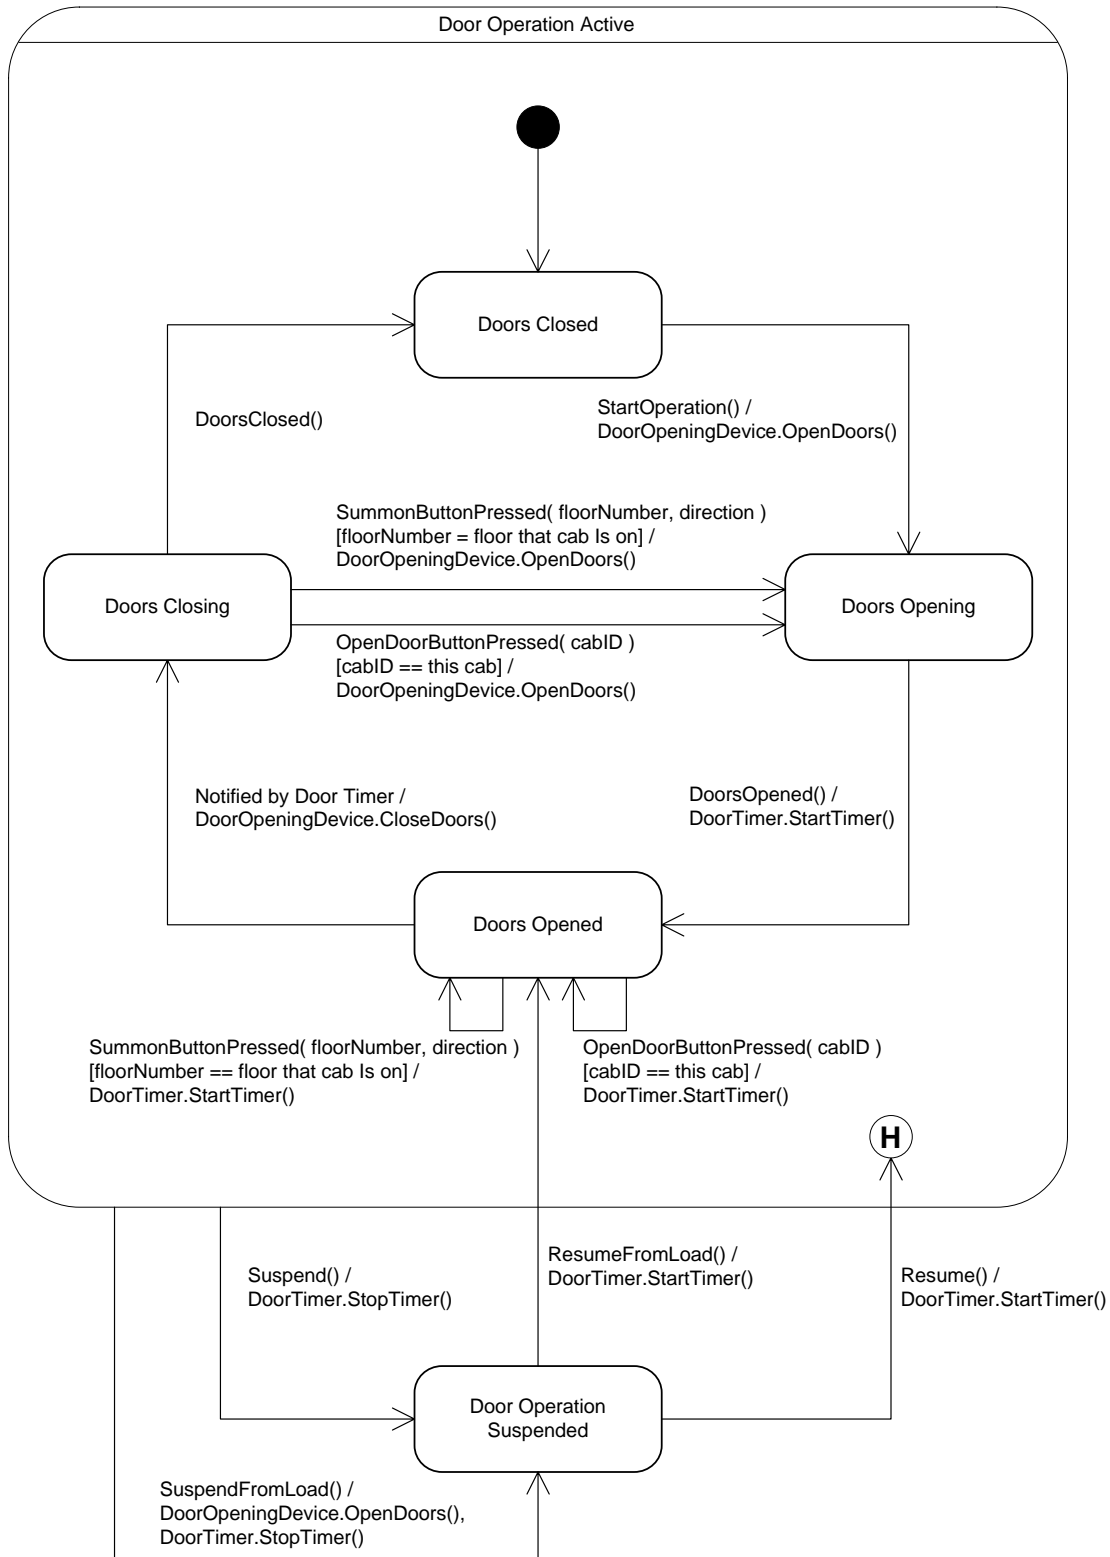 Door Operation Active
Doors Closed
DoorsClosed()
StartOperation() /
DoorOpeningDevice.OpenDoors()
SummonButtonPressed( floorNumber, direction )
[floorNumber = floor that cab Is on] /
DoorOpeningDevice.OpenDoors()
Doors Closing
Doors Opening
OpenDoorButtonPressed( cabID )
[cabID == this cab] /
DoorOpeningDevice.OpenDoors()
Notified by Door Timer /
DoorOpeningDevice.CloseDoors()
DoorsOpened() /
DoorTimer.StartTimer()
Doors Opened
SummonButtonPressed( floorNumber, direction )
[floorNumber == floor that cab Is on] /
DoorTimer.StartTimer()
OpenDoorButtonPressed( cabID )
[cabID == this cab] /
DoorTimer.StartTimer()
H
Suspend() /
DoorTimer.StopTimer()
ResumeFromLoad() /
DoorTimer.StartTimer()
Resume() /
DoorTimer.StartTimer()
Door Operation
Suspended
SuspendFromLoad() /
DoorOpeningDevice.OpenDoors(),
DoorTimer.StopTimer()